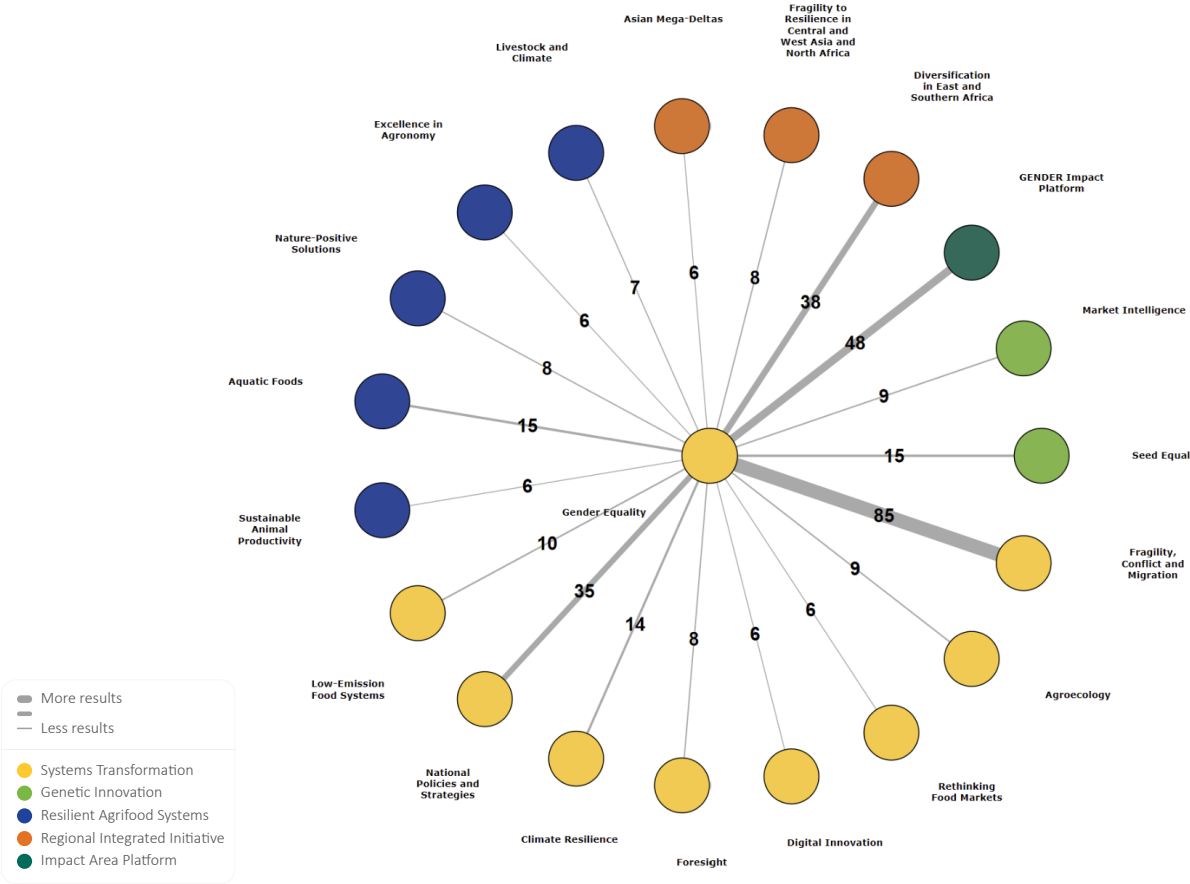 Asian Mega-Deltas
Fragility to
Resilience in
Central and
West Asia and
North Africa
Livestock and
Climate
Diversification
in East and
Southern Africa
Excellence in
Agronomy
GENDER Impact
Platform
Nature-Positive
Solutions
Market Intelligence
Aquatic Foods
Seed Equal
Sustainable
Animal
Productivity
Gender Equality
Fragility,
Conflict and
Migration
Low-Emission
Food Systems
Agroecology
National
Policies and
Strategies
Rethinking
Food Markets
Climate Resilience
Digital Innovation
Foresight
6
8
7
38
6
48
8
9
15
15
6
85
10
9
35
6
14
8
6
More results
Less results
Systems Transformation
Genetic Innovation
Resilient Agrifood Systems
Regional Integrated Initiative
Impact Area Platform